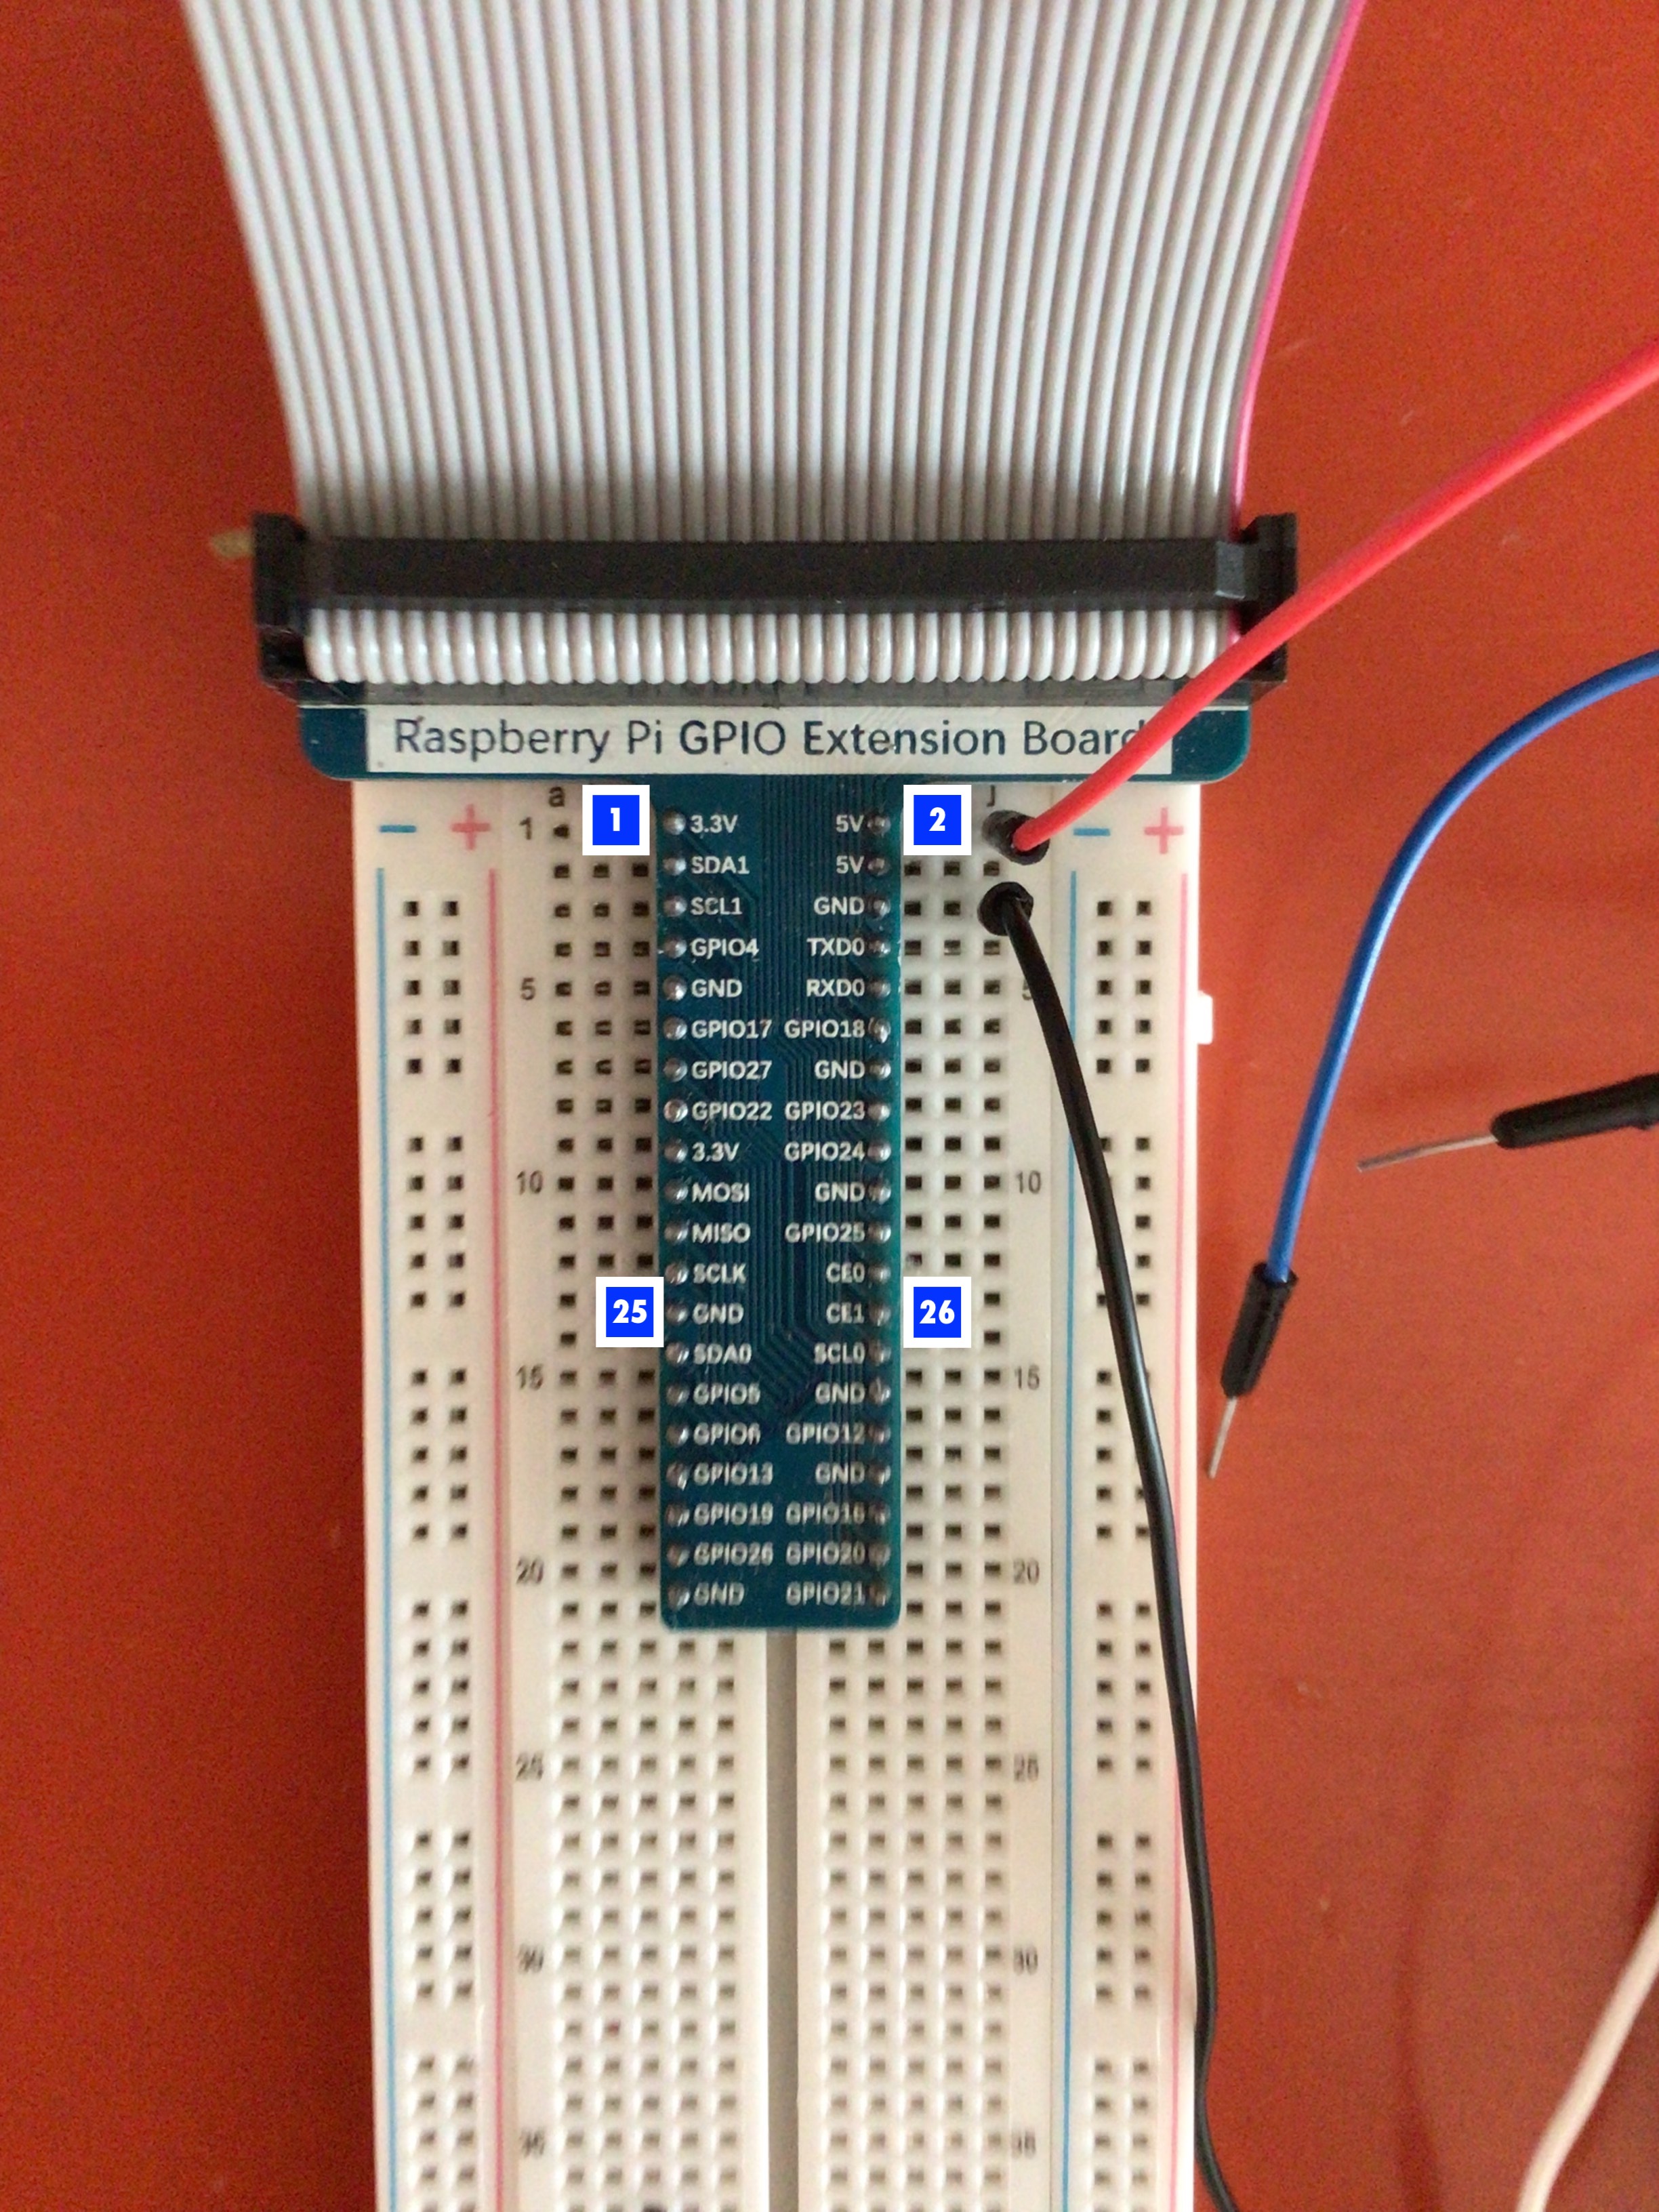 Raspberry Pi GPIO Extension Board
a j
− + 1 1 3.3V 5V 2 − +
SDA1 5V
SCL1 GND
GPIO4 TXD0
5 GND RXD0 5
GPIO17 GPIO18
GPIO27 GND
GPIO22 GPIO23
3.3V GPIO24
10 MOSI GND 10
MISO GPIO25
SCLK CE0
25 GND CE1 26
SDA0 SCL0
15 GPIO5 GND 15
GPIO6 GPIO12
GPIO13 GND
GPIO19 GPIO16
GPIO26 GPIO20
20 GND GPIO21 20
25 25
30 30
35 35